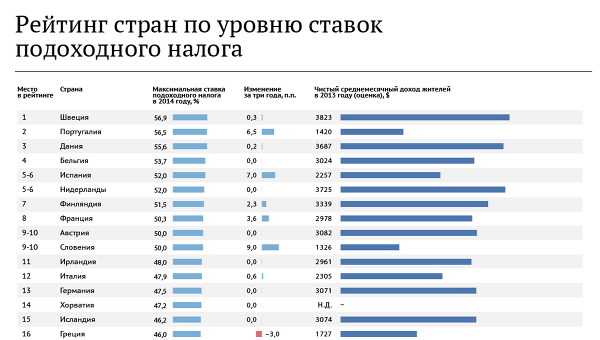 Рейтинг стран по уровню ставок
подоходного налога
Место
в рейтинге
Страна
Максимальная ставка
подоходного налога
в 2014 году, %
Изменение
за три года, п.п.
Чистый среднемесячный доход жителей
в 2013 году (оценка), $
1 Швеция 56,9 0,3 3823
2 Португалия 56,5 6,5 1420
3 Дания 55,6 0,2 3687
4 Бельгия 53,7 0,0 3024
5-6 Испания 52,0 7,0 2257
5-6 Нидерланды 52,0 0,0 3725
7 Финляндия 51,5 2,3 3339
8 Франция 50,3 3,6 2978
9-10 Австрия 50,0 0,0 3082
9-10 Словения 50,0 9,0 1326
11 Ирландия 48,0 0,0 2961
12 Италия 47,9 0,6 2305
13 Германия 47,5 0,0 3071
14 Хорватия 47,2 0,0 Н.Д. –
15 Исландия 46,2 0,0 3074
16 Греция 46,0 –3,0 1727